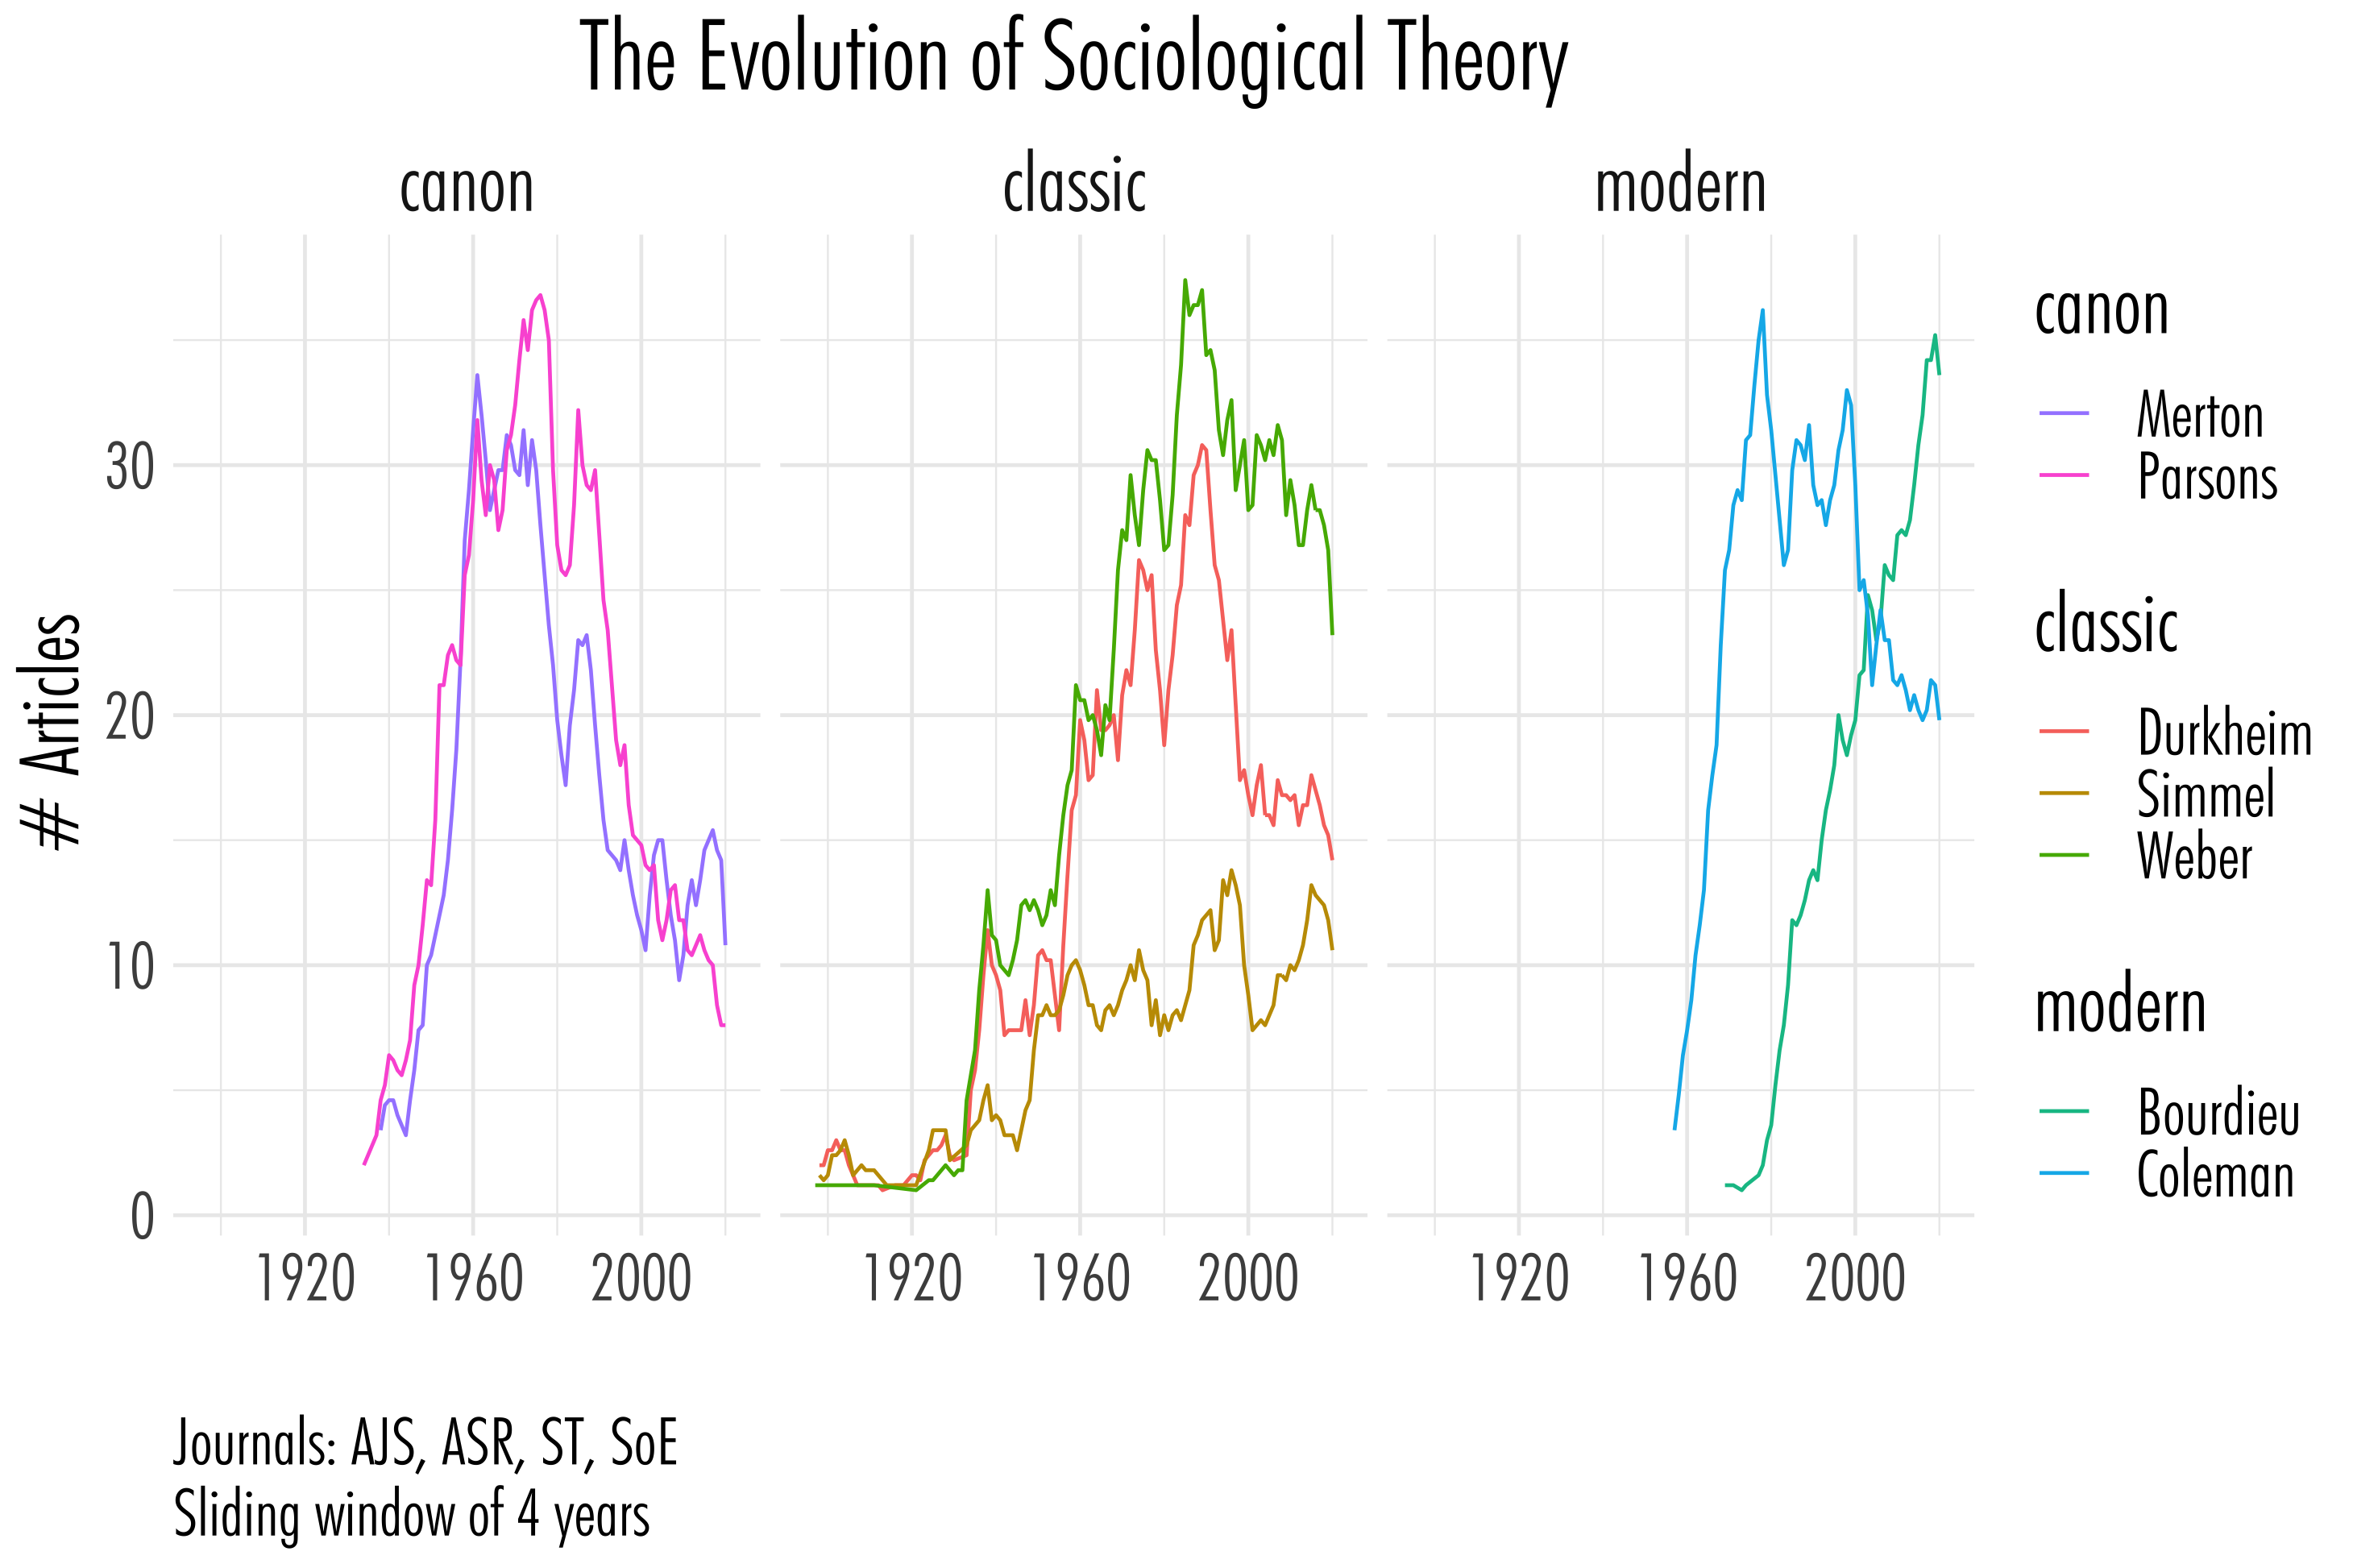 The Evolution of Sociological Theory
canon
classic
modern
# Articles
30
20
10
0
1920
1960
2000
1920
1960
2000
1920
1960
2000
canon
Merton
Parsons
classic
Durkheim
Simmel
Weber
modern
Bourdieu
Coleman
Journals: AJS, ASR, ST, SoE
Sliding window of 4 years